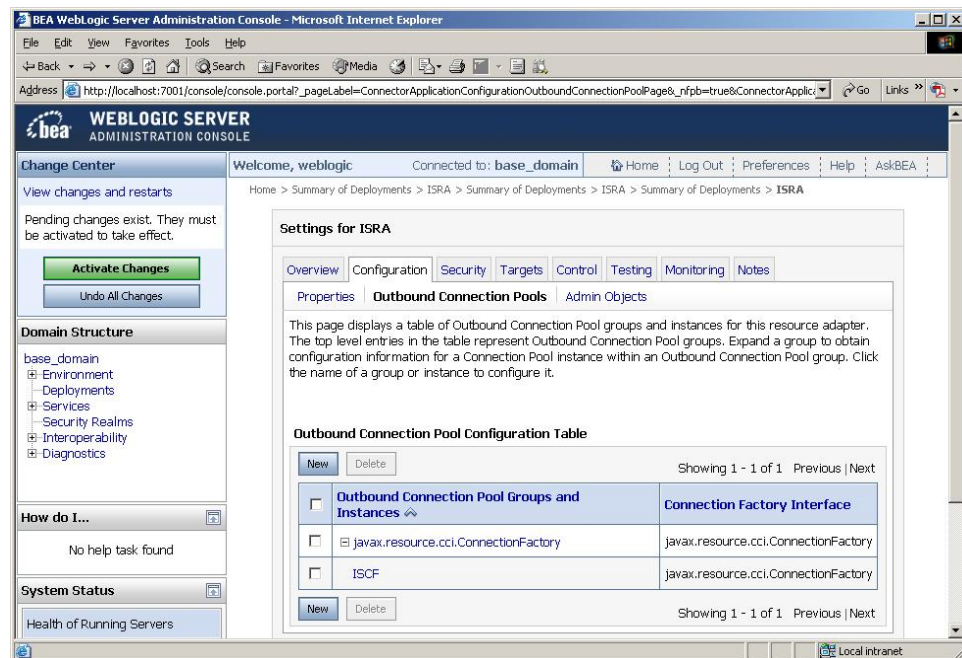 BEA WebLogic Server Administration Console - Microsoft Internet Explorer
File Edit View Favorites Tools Help
Back Search Favorites Media
Address http://localhost:7001/console/console.portal?_pageLabel=ConnectorApplicationConfigurationOutboundConnectionPoolPage&_nfpb=true&ConnectorApplic Go Links »
bea WEBLOGIC SERVER
ADMINISTRATION CONSOLE
Change Center
View changes and restarts
Pending changes exist. They must
be activated to take effect.
Activate Changes
Undo All Changes
Domain Structure
base_domain
Environment
Deployments
Services
Security Realms
Interoperability
Diagnostics
How do I...
No help task found
System Status
Health of Running Servers
Welcome, weblogic Connected to: base_domain Home Log Out Preferences Help AskBEA
Home > Summary of Deployments > ISRA > Summary of Deployments > ISRA > Summary of Deployments > ISRA
Settings for ISRA
Overview Configuration Security Targets Control Testing Monitoring Notes
Properties Outbound Connection Pools Admin Objects
This page displays a table of Outbound Connection Pool groups and instances for this resource adapter.
The top level entries in the table represent Outbound Connection Pool groups. Expand a group to obtain
configuration information for a Connection Pool instance within an Outbound Connection Pool group. Click
the name of a group or instance to configure it.
Outbound Connection Pool Configuration Table
New Delete Showing 1 - 1 of 1 Previous | Next
Outbound Connection Pool Groups and
Instances Connection Factory Interface
javax.resource.cci.ConnectionFactory javax.resource.cci.ConnectionFactory
ISCF javax.resource.cci.ConnectionFactory
New Delete Showing 1 - 1 of 1 Previous | Next
Local intranet